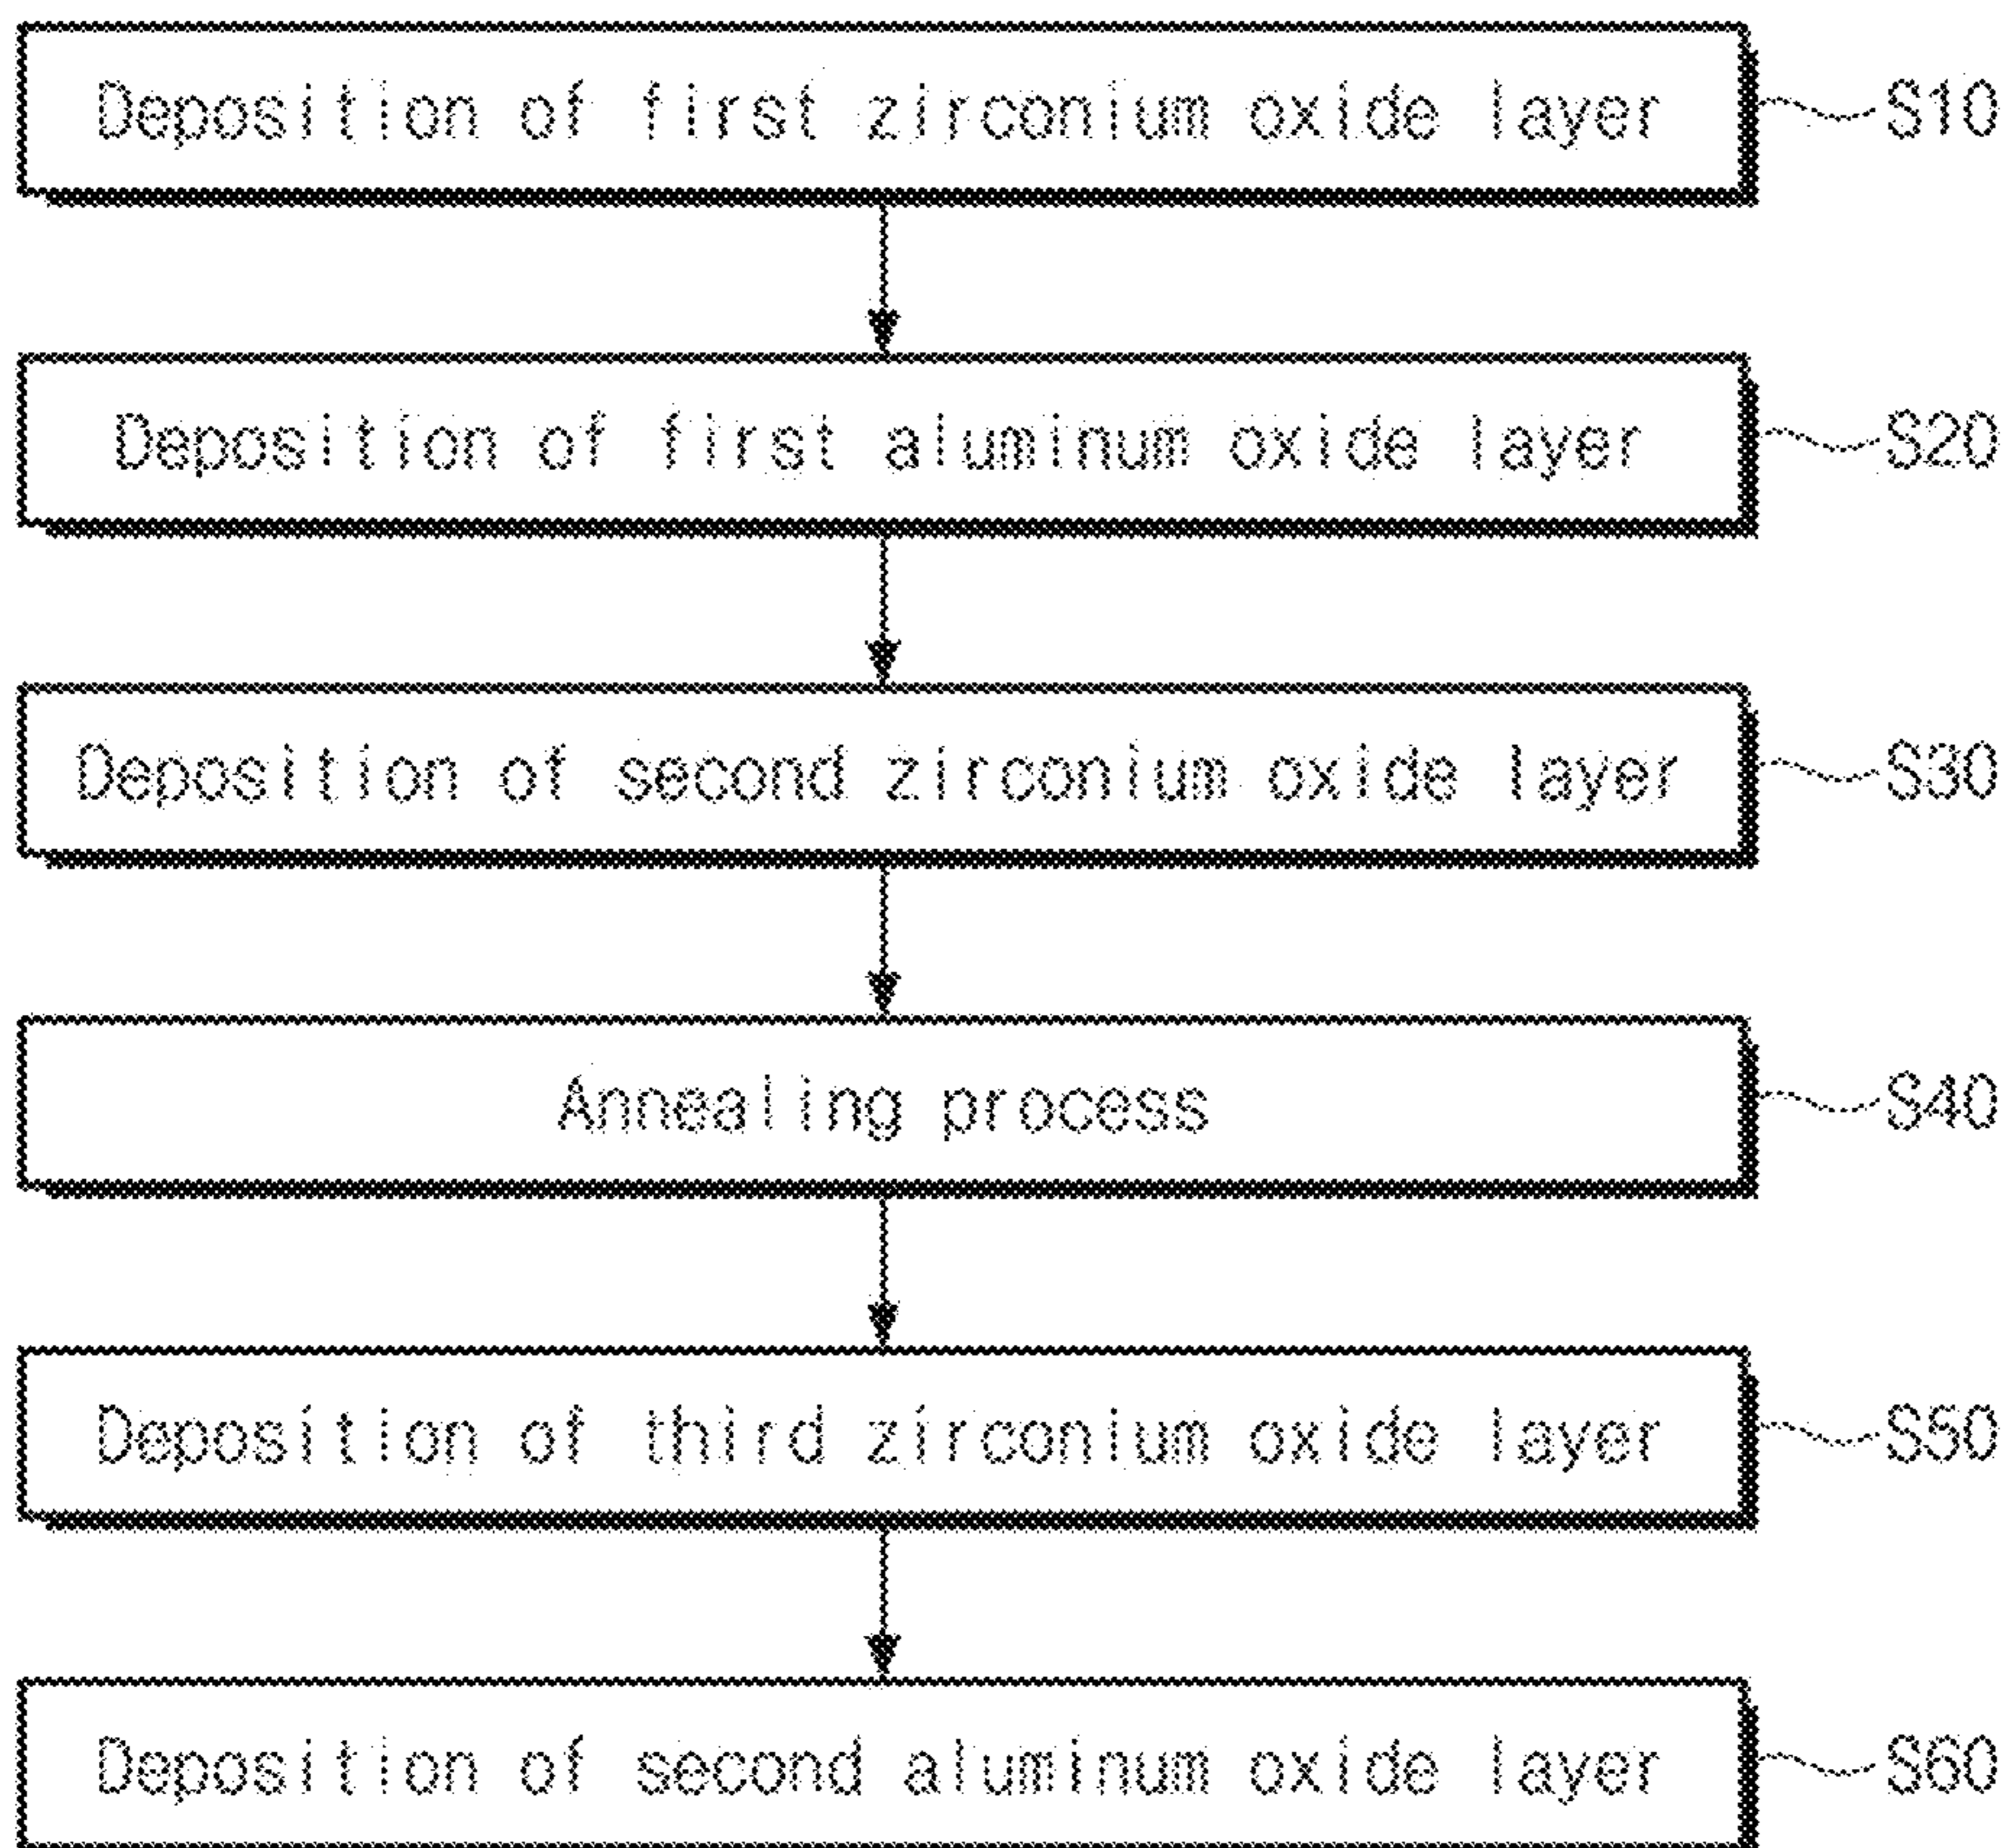 Deposition of first zirconium oxide layer S10
Deposition of first aluminum oxide layer S20
Deposition of second zirconium oxide layer S30
Annealing process S40
Deposition of third zirconium oxide layer S50
Deposition of second aluminum oxide layer S60